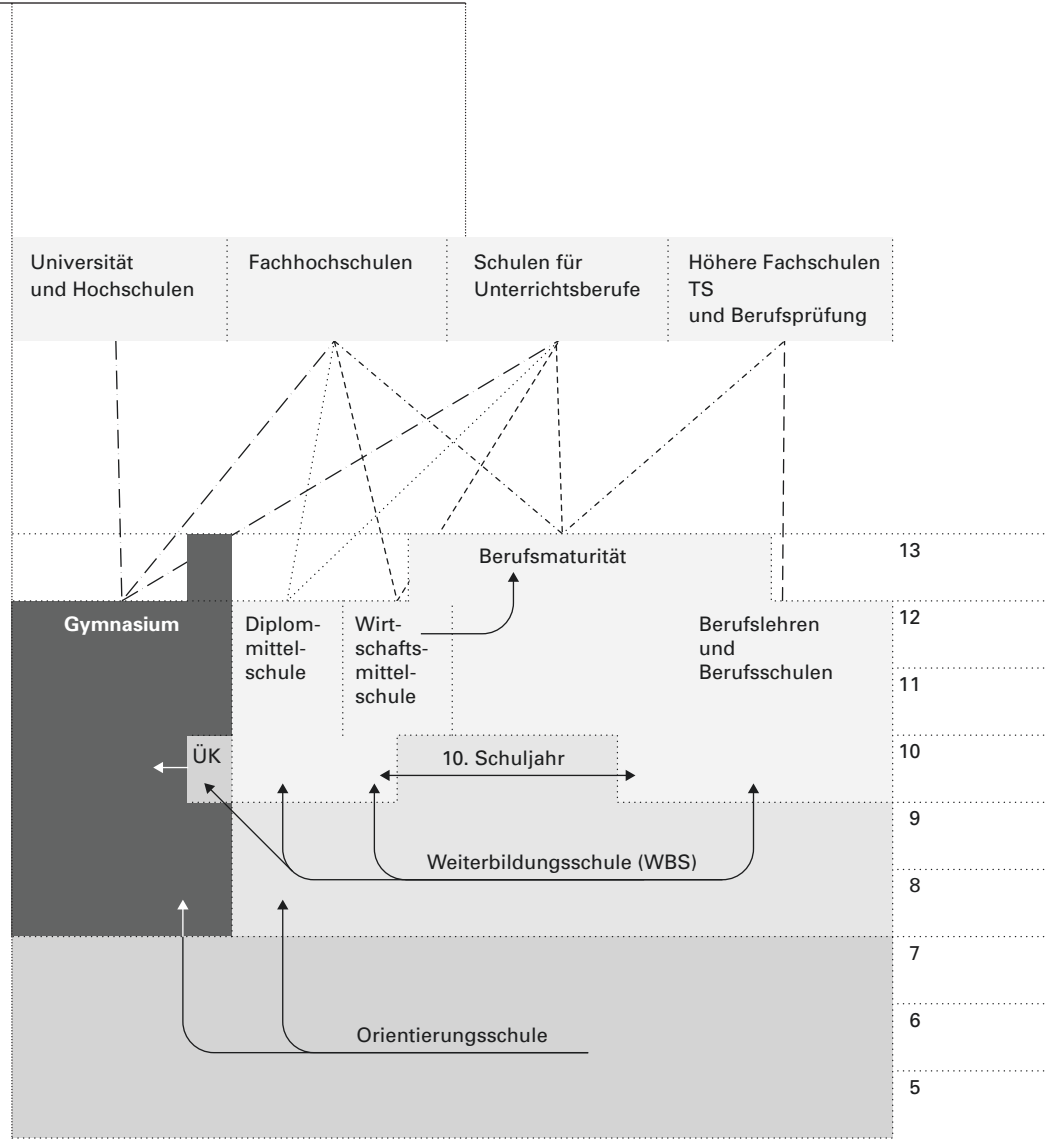 Universität
und Hochschulen
Fachhochschulen
Schulen für
Unterrichtsberufe
Höhere Fachschulen
TS
und Berufsprüfung
Berufsmaturität
13
Gymnasium
Diplom-
mittel-
schule
Wirt-
schafts-
mittel-
schule
Berufslehren
und
Berufsschulen
12
11
ÜK
10. Schuljahr
10
9
Weiterbildungsschule (WBS)
8
7
6
Orientierungsschule
5